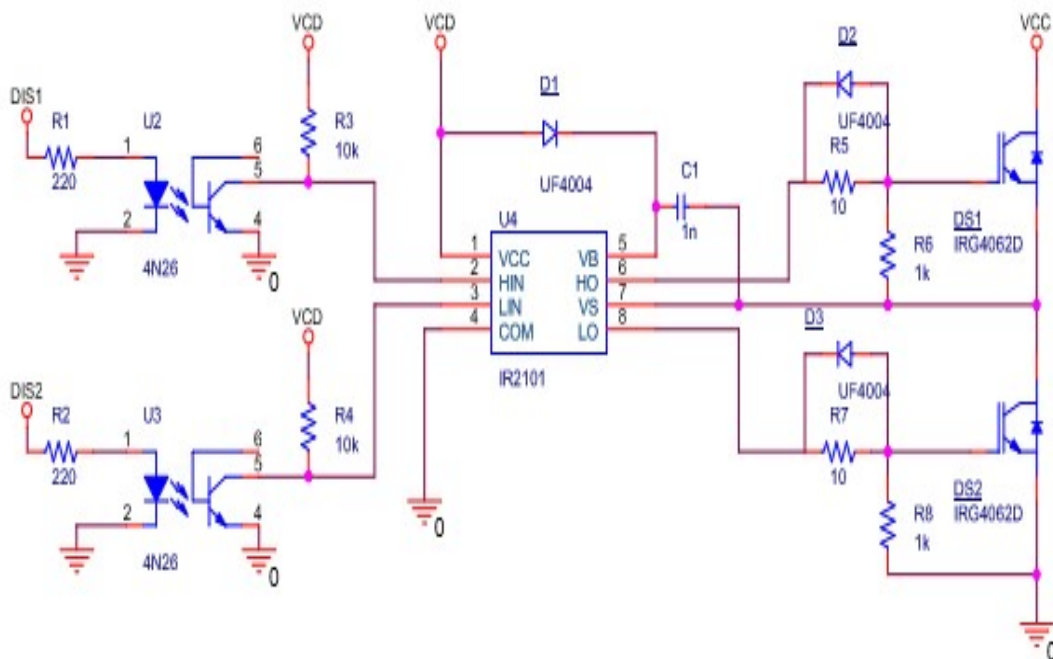 VCD
VCD
VCC
D2
DIS1
D1
R1
U2
R3
UF4004
1
6
10k
R5
5
C1
220
UF4004
10
2
4
U4
1n
DS1
4N26
0
1
VCC
VB
5
R6
IRG4062D
2
HIN
HO
6
1k
3
LIN
VS
7
VCD
4
COM
LO
8
D3
IR2101
DIS2
UF4004
R2
U3
R4
R7
1
6
10k
5
220
10
DS2
2
4
0
R8
IRG4062D
4N26
0
1k
0